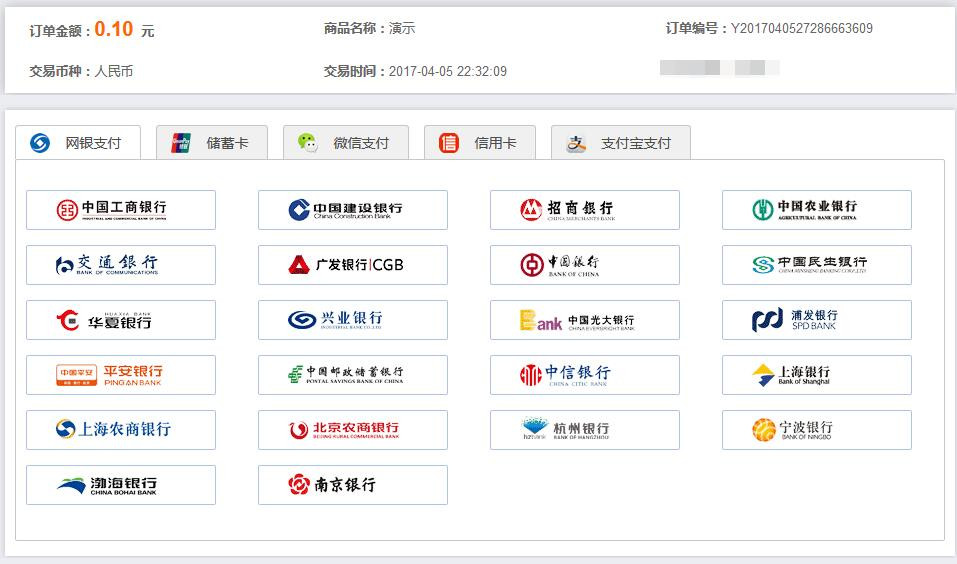 订单金额：0.10 元 商品名称：演示 订单编号：Y2017040527286663609
交易币种：人民币 交易时间：2017-04-05 22:32:09
网银支付 储蓄卡 微信支付 信 信用卡 支付宝支付
中国工商银行 中国建设银行 招商银行 中国农业银行
INDUSTRIAL AND COMMERCIAL BANK OF CHINA China Construction Bank CHINA MERCHANTS BANK AGRICULTURAL BANK OF CHINA
交通銀行 广发银行|CGB 中国银行 中国民生银行
BANK OF COMMUNICATIONS BANK OF CHINA CHINA MINSHENG BANKING CORP.,LTD
HUAXIA BANK
华夏银行 兴业银行 Bank 中国光大银行 浦发银行
INDUSTRIAL BANK CO.,LTD. CHINA EVERBRIGHT BANK SPD BANK
中国平安 平安银行 中国邮政储蓄银行 中信银行 上海银行
PING AN BANK POSTAL SAVINGS BANK OF CHINA CHINA CITIC BANK Bank of Shanghai
上海农商银行 北京农商银行 杭州银行 宁波银行
BEIJING RURAL COMMERCIAL BANK BANK OF HANGZHOU BANK OF NINGBO
渤海银行 南京银行
CHINA BOHAI BANK